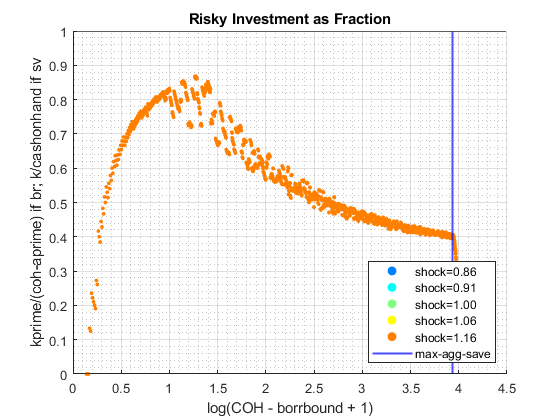 Risky Investment as Fraction
kprime/(coh-aprime) if br; k/cashonhand if sv
1
0.9
0.8
0.7
0.6
0.5
0.4
0.3
0.2
0.1
0
0
0.5
1
1.5
2
2.5
3
3.5
4
4.5
log(COH - borrbound + 1)
shock=0.86
shock=0.91
shock=1.00
shock=1.06
shock=1.16
max-agg-save